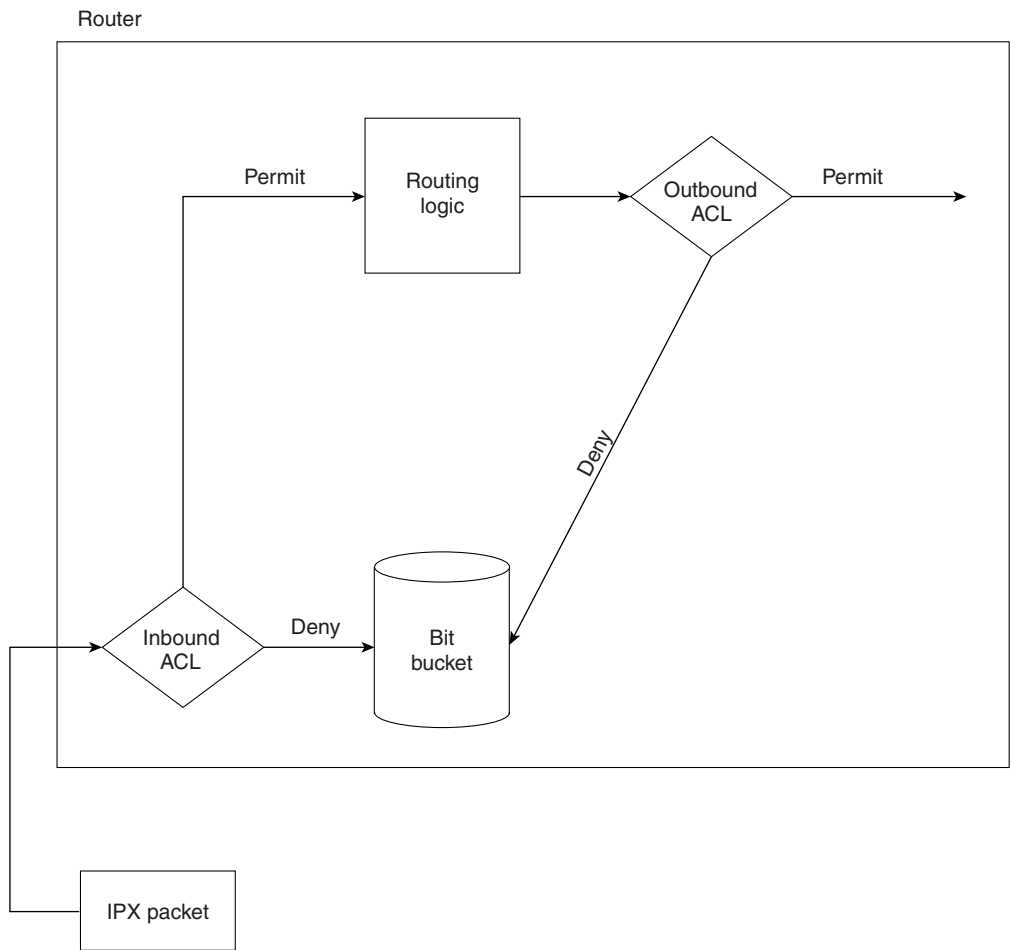 Router
Permit
Routing
logic
Outbound
ACL
Permit
Deny
Inbound
ACL
Deny
Bit
bucket
IPX packet